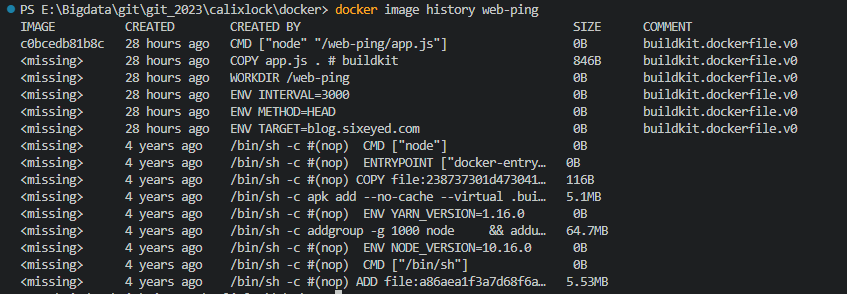 PS E:\Bigdata\git\git_2023\calixlock\docker> docker image history web-ping
IMAGE CREATED CREATED BY SIZE COMMENT
c0bcedb81b8c 28 hours ago CMD ["node" "/web-ping/app.js"] 0B buildkit.dockerfile.v0
<missing> 28 hours ago COPY app.js . # buildkit 846B buildkit.dockerfile.v0
<missing> 28 hours ago WORKDIR /web-ping 0B buildkit.dockerfile.v0
<missing> 28 hours ago ENV INTERVAL=3000 0B buildkit.dockerfile.v0
<missing> 28 hours ago ENV METHOD=HEAD 0B buildkit.dockerfile.v0
<missing> 28 hours ago ENV TARGET=blog.sixeyed.com 0B buildkit.dockerfile.v0
<missing> 4 years ago /bin/sh -c #(nop) CMD ["node"] 0B
<missing> 4 years ago /bin/sh -c #(nop) ENTRYPOINT ["docker-entry… 0B
<missing> 4 years ago /bin/sh -c #(nop) COPY file:238737301d473041… 116B
<missing> 4 years ago /bin/sh -c apk add --no-cache --virtual .bui… 5.1MB
<missing> 4 years ago /bin/sh -c #(nop) ENV YARN_VERSION=1.16.0 0B
<missing> 4 years ago /bin/sh -c addgroup -g 1000 node && addu… 64.7MB
<missing> 4 years ago /bin/sh -c #(nop) ENV NODE_VERSION=10.16.0 0B
<missing> 4 years ago /bin/sh -c #(nop) CMD ["/bin/sh"] 0B
<missing> 4 years ago /bin/sh -c #(nop) ADD file:a86aea1f3a7d68f6a… 5.53MB